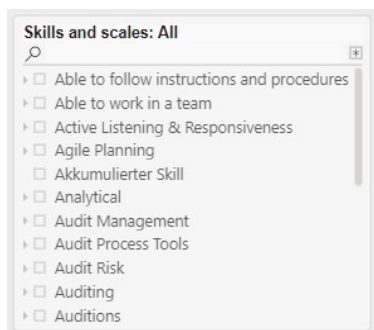 Skills and scales: All
Able to follow instructions and procedures
Able to work in a team
Active Listening & Responsiveness
Agile Planning
Akkumulierter Skill
Analytical
Audit Management
Audit Process Tools
Audit Risk
Auditing
Auditions